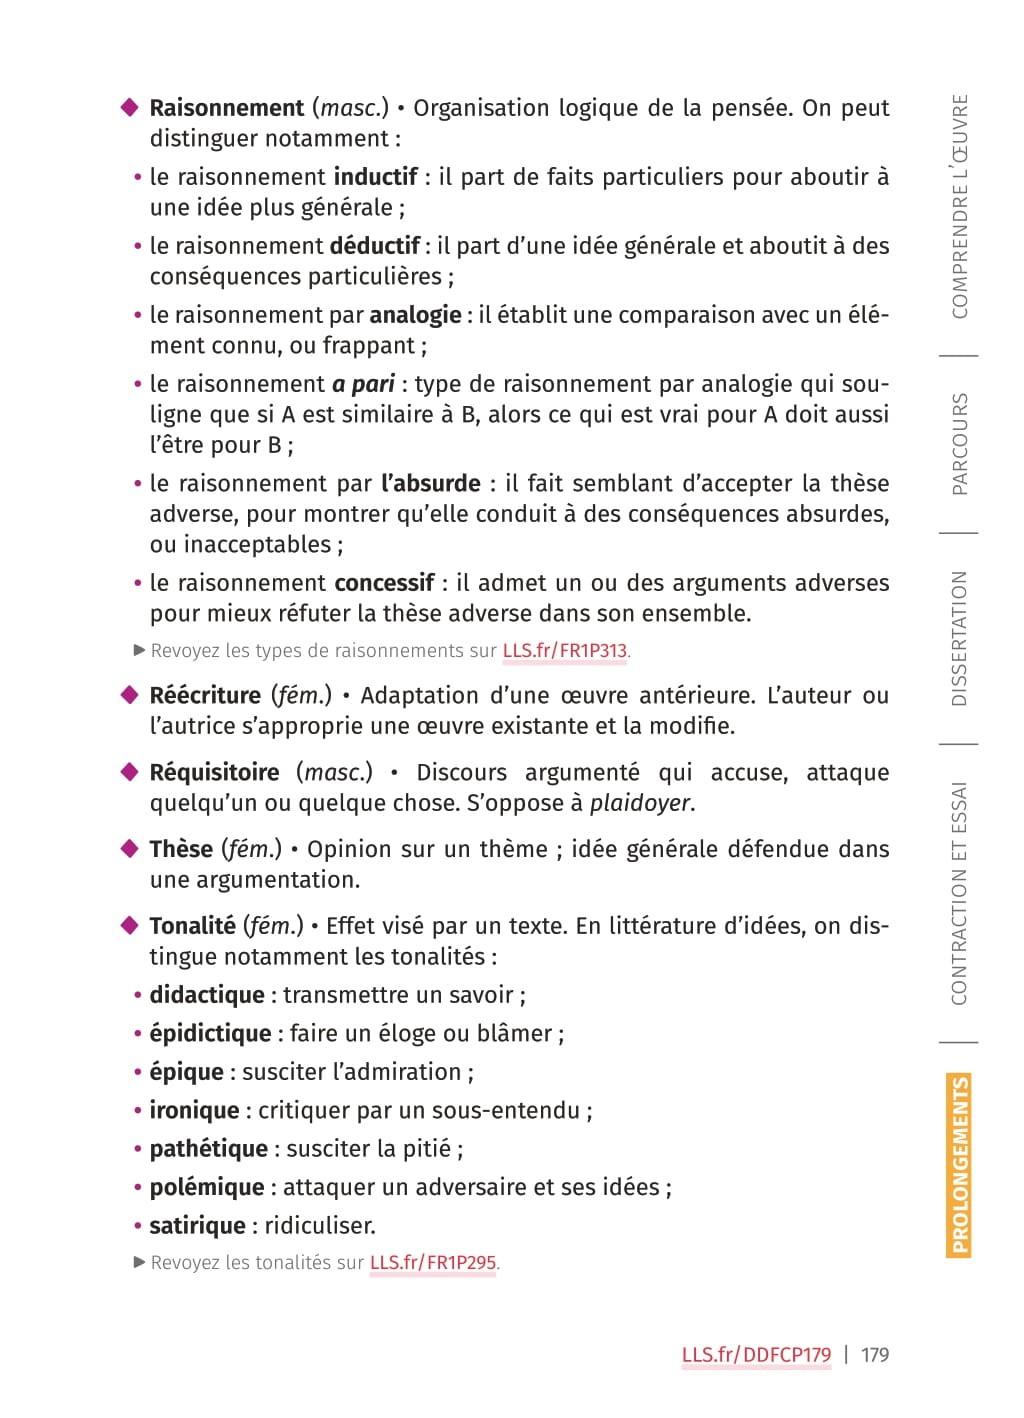 ◆ Raisonnement (masc.) • Organisation logique de la pensée. On peut
distinguer notamment :
• le raisonnement inductif : il part de faits particuliers pour aboutir à
une idée plus générale ;
• le raisonnement déductif : il part d’une idée générale et aboutit à des
conséquences particulières ;
• le raisonnement par analogie : il établit une comparaison avec un élé-
ment connu, ou frappant ;
• le raisonnement a pari : type de raisonnement par analogie qui sou-
ligne que si A est similaire à B, alors ce qui est vrai pour A doit aussi
l’être pour B ;
• le raisonnement par l’absurde : il fait semblant d’accepter la thèse
adverse, pour montrer qu’elle conduit à des conséquences absurdes,
ou inacceptables ;
• le raisonnement concessif : il admet un ou des arguments adverses
pour mieux réfuter la thèse adverse dans son ensemble.
▶ Revoyez les types de raisonnements sur LLS.fr/FR1P313.
◆ Réécriture (fém.) • Adaptation d’une œuvre antérieure. L’auteur ou
l’autrice s’approprie une œuvre existante et la modifie.
◆ Réquisitoire (masc.) • Discours argumenté qui accuse, attaque
quelqu’un ou quelque chose. S’oppose à plaidoyer.
◆ Thèse (fém.) • Opinion sur un thème ; idée générale défendue dans
une argumentation.
◆ Tonalité (fém.) • Effet visé par un texte. En littérature d’idées, on dis-
tingue notamment les tonalités :
• didactique : transmettre un savoir ;
• épidictique : faire un éloge ou blâmer ;
• épique : susciter l’admiration ;
• ironique : critiquer par un sous-entendu ;
• pathétique : susciter la pitié ;
• polémique : attaquer un adversaire et ses idées ;
• satirique : ridiculiser.
▶ Revoyez les tonalités sur LLS.fr/FR1P295.
LLS.fr/DDFCP179 | 179
COMPRENDRE L’ŒUVRE
PARCOURS
DISSERTATION
CONTRACTION ET ESSAI
PROLONGEMENTS